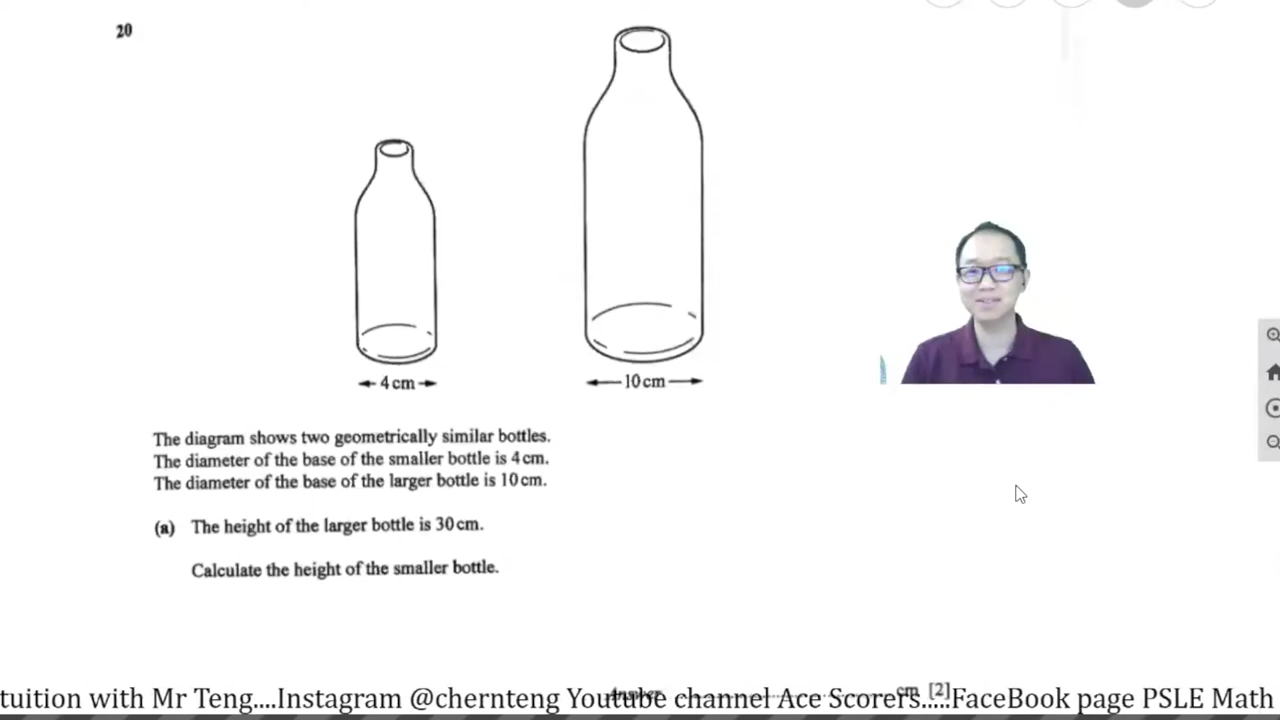 20
4 cm
10 cm
The diagram shows two geometrically similar bottles.
The diameter of the base of the smaller bottle is 4 cm.
The diameter of the base of the larger bottle is 10 cm.
(a) The height of the larger bottle is 30 cm.
Calculate the height of the smaller bottle.
cm [2]
tuition with Mr Teng....Instagram @chernteng Youtube channel Ace Scorers.....FaceBook page PSLE Math